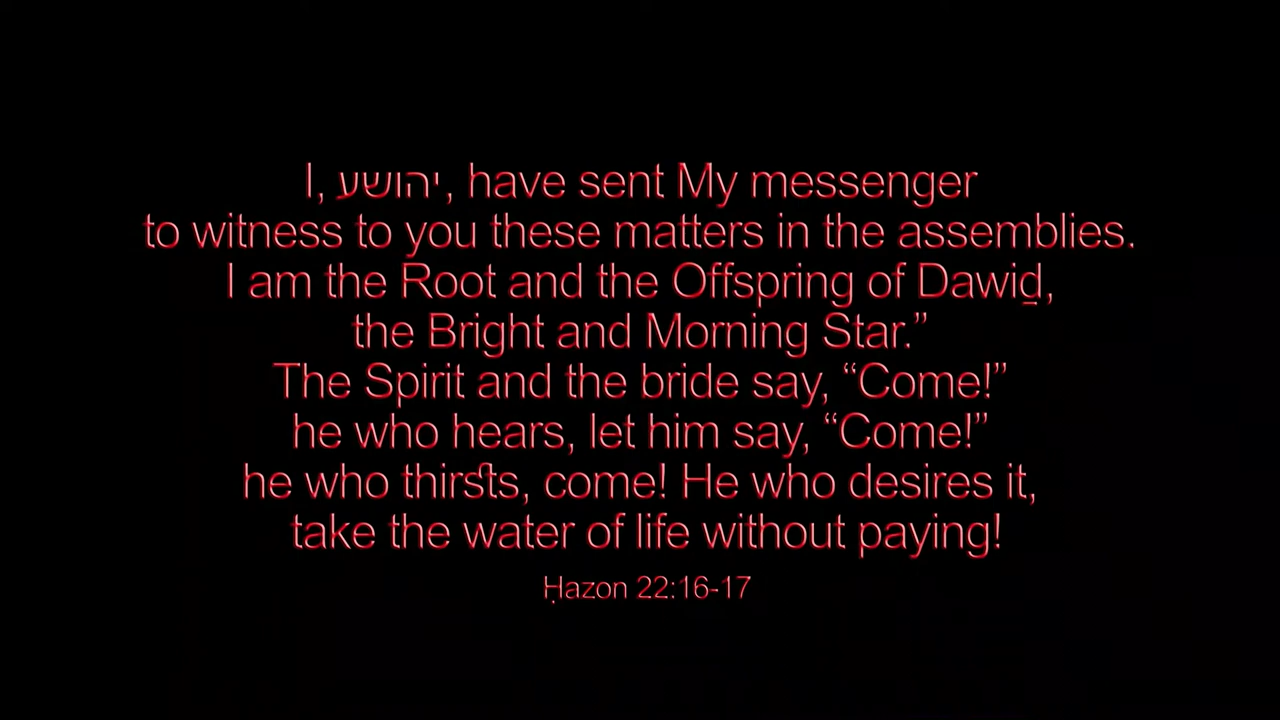 I, יהושע, have sent My messenger
to witness to you these matters in the assemblies.
I am the Root and the Offspring of Dawiḏ,
the Bright and Morning Star.”
The Spirit and the bride say, “Come!”
he who hears, let him say, “Come!”
he who thirsts, come! He who desires it,
take the water of life without paying!
Ḥazon 22:16-17